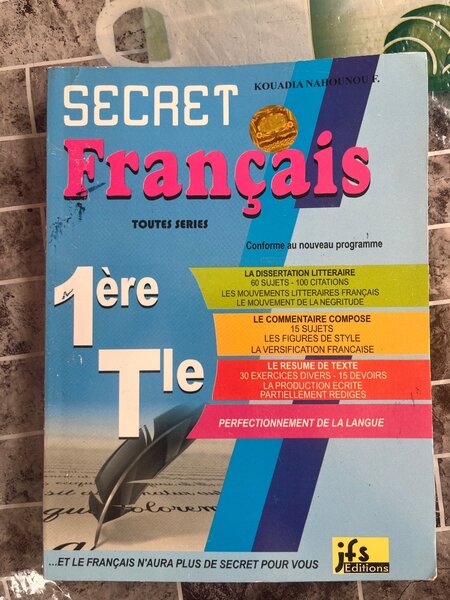 KOUADIA NAHOUNOU F.
SECRET
Français
TOUTES SERIES
Conforme au nouveau programme
1ère
Tle
LA DISSERTATION LITTERAIRE
60 SUJETS - 100 CITATIONS
LES MOUVEMENTS LITTERAIRES FRANÇAIS
LE MOUVEMENT DE LA NEGRITUDE
LE COMMENTAIRE COMPOSE
15 SUJETS
LES FIGURES DE STYLE
LA VERSIFICATION FRANCAISE
LE RESUME DE TEXTE
30 EXERCICES DIVERS - 15 DEVOIRS
LA PRODUCTION ECRITE
PARTIELLEMENT REDIGES
PERFECTIONNEMENT DE LA LANGUE
...ET LE FRANÇAIS N'AURA PLUS DE SECRET POUR VOUS
jfs
Editions